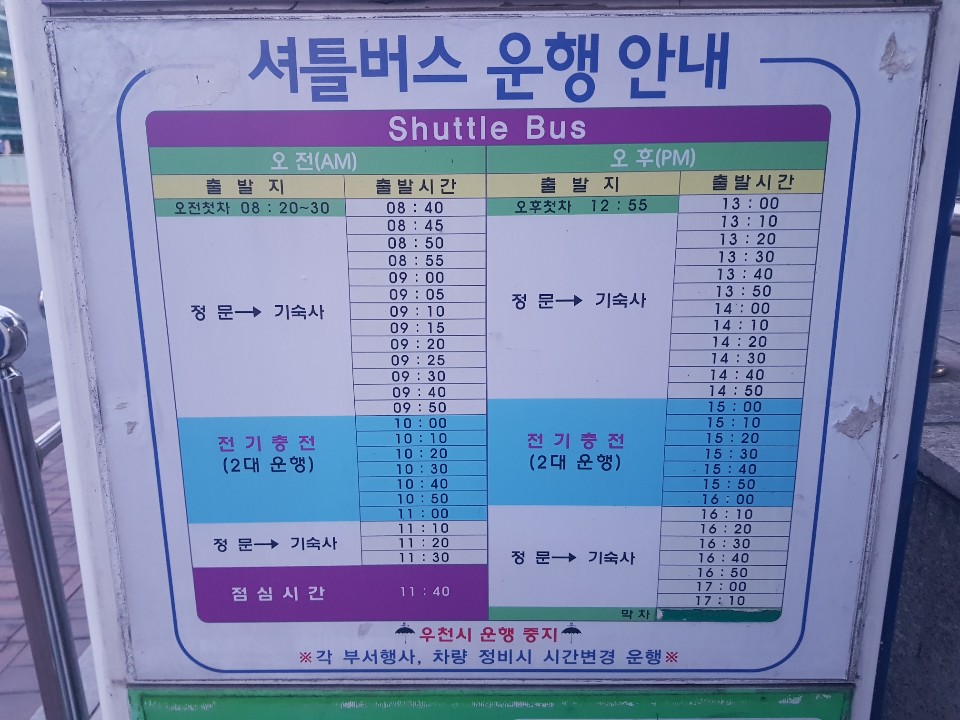 셔틀버스 운행 안내
Shuttle Bus
오 전(AM) 오 후(PM)
출 발 지 출발시간 출 발 지 출발시간
오전첫차 08 : 20~30 08 : 40 오후첫차 12 : 55 13 : 00
08 : 45 13 : 10
08 : 50 13 : 20
08 : 55 13 : 30
09 : 00 13 : 40
09 : 05 13 : 50
정 문→ 기숙사 09 : 10 정 문→ 기숙사 14 : 00
09 : 15 14 : 10
09 : 20 14 : 20
09 : 25 14 : 30
09 : 30 14 : 40
09 : 40 14 : 50
09 : 50 15 : 00
10 : 00 15 : 10
전 기 충 전 10 : 10 전 기 충 전 15 : 20
(2대 운행) 10 : 20 (2대 운행) 15 : 30
10 : 30 15 : 40
10 : 40 15 : 50
10 : 50 16 : 00
11 : 00 16 : 10
11 : 10 16 : 20
정 문→ 기숙사 11 : 20 16 : 30
11 : 30 정 문→ 기숙사 16 : 40
16 : 50
점 심 시 간 11 : 40 17 : 00
17 : 10
막 차
우천시 운행 중지
※각 부서행사, 차량 정비시 시간변경 운행※